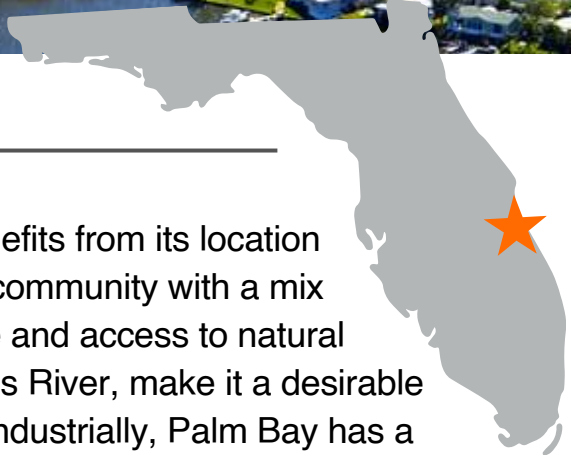 efits from its location
community with a mix
and access to natural
s River, make it a desirable
ndustrially, Palm Bay has a